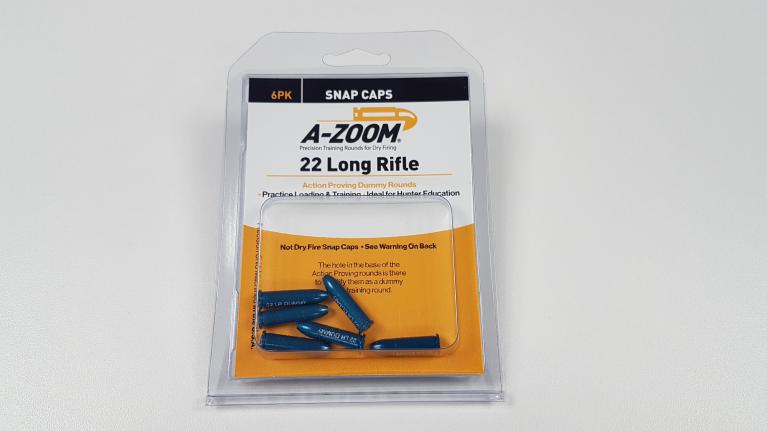 6PK SNAP CAPS
A-ZOOM®
Precision Training Rounds for Dry Firing
22 Long Rifle
Action Proving Dummy Rounds
• Practice Loading & Training • Ideal for Hunter Education
Not Dry Fire Snap Caps • See Warning On Back
The hole in the base of the
Action Proving rounds is there
to them as a dummy
training round.
22 LR DUMMY
22 LR DUMMY